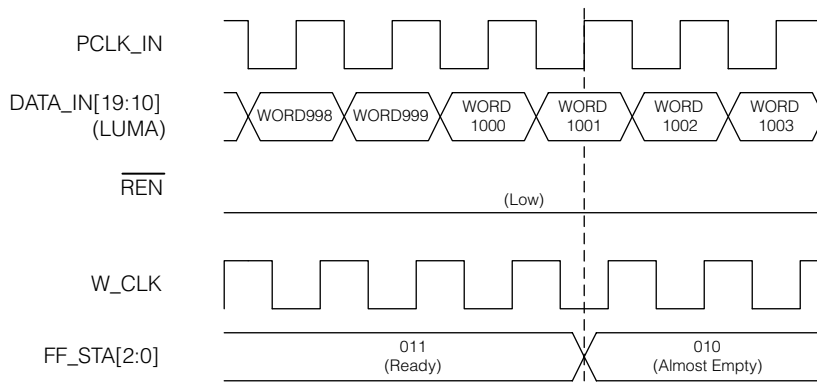 PCLK_IN
DATA_IN[19:10]
(LUMA)
WORD998
WORD999
WORD
1000
WORD
1001
WORD
1002
WORD
1003
REN
(Low)
W_CLK
FF_STA[2:0]
011
(Ready)
010
(Almost Empty)